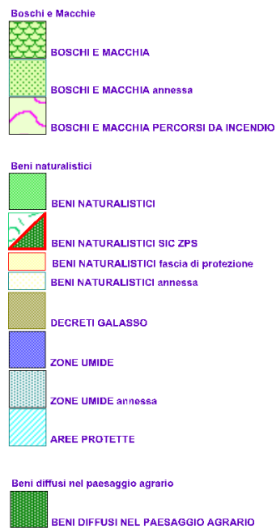 Boschi e Macchie
BOSCHI E MACCHIA
BOSCHI E MACCHIA annessa
BOSCHI E MACCHIA PERCORSI DA INCENDIO
Beni naturalistici
BENI NATURALISTICI
BENI NATURALISTICI SIC ZPS
BENI NATURALISTICI fascia di protezione
BENI NATURALISTICI annessa
DECRETI GALASSO
ZONE UMIDE
ZONE UMIDE annessa
AREE PROTETTE
Beni diffusi nel paesaggio agrario
BENI DIFFUSI NEL PAESAGGIO AGRARIO